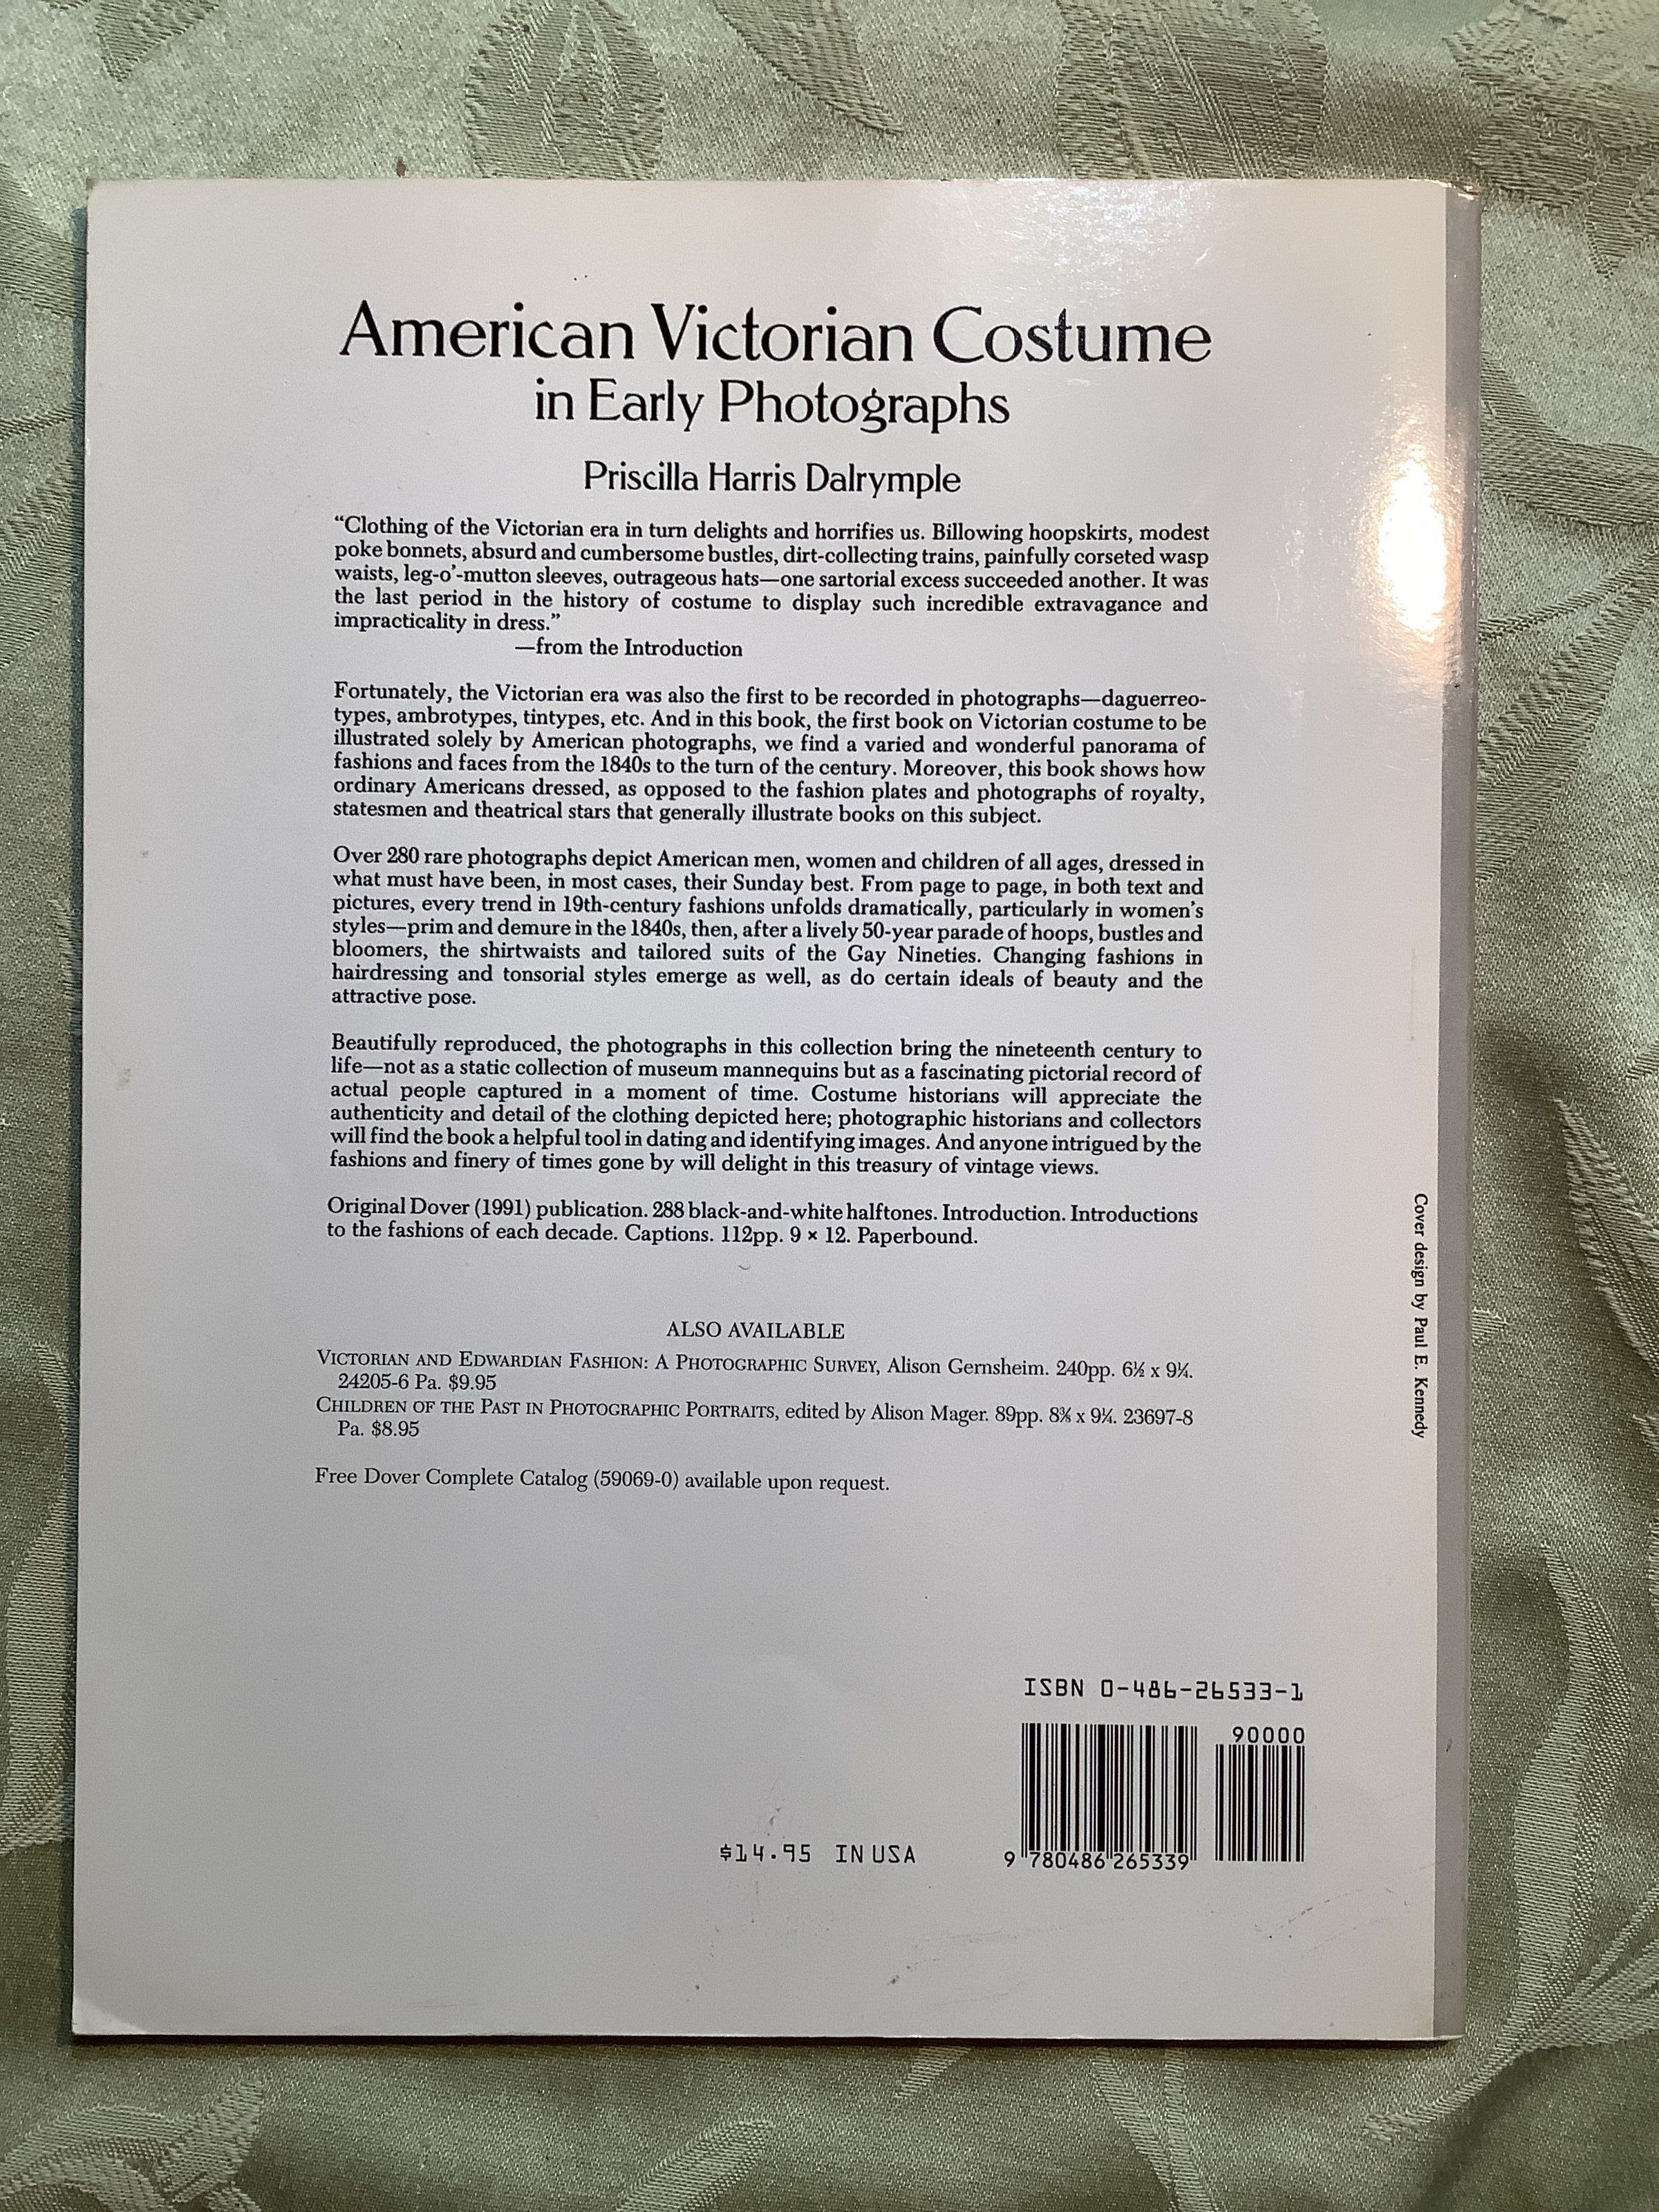 American Victorian Costume
in Early Photographs
Priscilla Harris Dalrymple
“Clothing of the Victorian era in turn delights and horrifies us. Billowing hoopskirts, modest
poke bonnets, absurd and cumbersome bustles, dirt-collecting trains, painfully corseted wasp
waists, leg-o’-mutton sleeves, outrageous hats—one sartorial excess succeeded another. It was
the last period in the history of costume to display such incredible extravagance and
impracticality in dress.”
—from the Introduction
Fortunately, the Victorian era was also the first to be recorded in photographs—daguerreo-
types, ambrotypes, tintypes, etc. And in this book, the first book on Victorian costume to be
illustrated solely by American photographs, we find a varied and wonderful panorama of
fashions and faces from the 1840s to the turn of the century. Moreover, this book shows how
ordinary Americans dressed, as opposed to the fashion plates and photographs of royalty,
statesmen and theatrical stars that generally illustrate books on this subject.
Over 280 rare photographs depict American men, women and children of all ages, dressed in
what must have been, in most cases, their Sunday best. From page to page, in both text and
pictures, every trend in 19th-century fashions unfolds dramatically, particularly in women’s
styles—prim and demure in the 1840s, then, after a lively 50-year parade of hoops, bustles and
bloomers, the shirtwaists and tailored suits of the Gay Nineties. Changing fashions in
hairdressing and tonsorial styles emerge as well, as do certain ideals of beauty and the
attractive pose.
Beautifully reproduced, the photographs in this collection bring the nineteenth century to
life—not as a static collection of museum mannequins but as a fascinating pictorial record of
actual people captured in a moment of time. Costume historians will appreciate the
authenticity and detail of the clothing depicted here; photographic historians and collectors
will find the book a helpful tool in dating and identifying images. And anyone intrigued by the
fashions and finery of times gone by will delight in this treasury of vintage views.
Original Dover (1991) publication. 288 black-and-white halftones. Introduction. Introductions
to the fashions of each decade. Captions. 112pp. 9 × 12. Paperbound.
ALSO AVAILABLE
VICTORIAN AND EDWARDIAN FASHION: A PHOTOGRAPHIC SURVEY, Alison Gernsheim. 240pp. 6½ x 9¼.
24205-6 Pa. $9.95
CHILDREN OF THE PAST IN PHOTOGRAPHIC PORTRAITS, edited by Alison Mager. 89pp. 8⅜ x 9¼. 23697-8
Pa. $8.95
Free Dover Complete Catalog (59069-0) available upon request.
Cover design by Paul E. Kennedy
ISBN 0-486-26533-1
90000
$14.95 IN USA
9 780486 265339